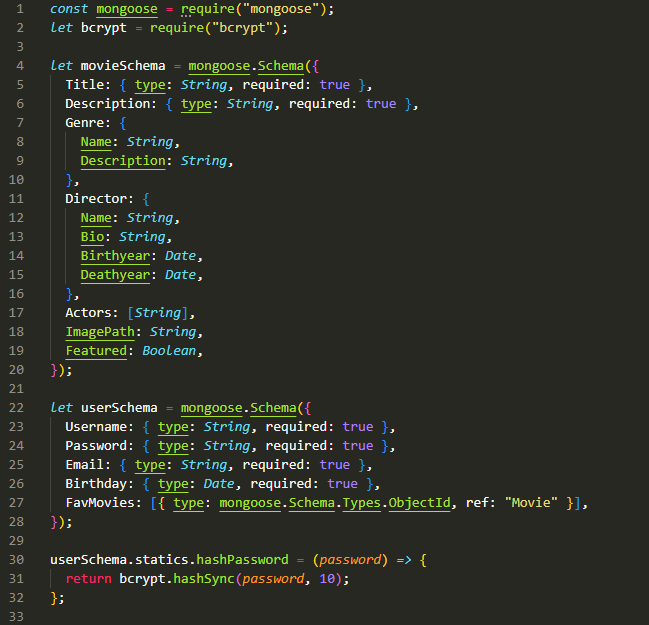 1 const mongoose = require("mongoose");
2 let bcrypt = require("bcrypt");
3
4 let movieSchema = mongoose.Schema({
5 Title: { type: String, required: true },
6 Description: { type: String, required: true },
7 Genre: {
8 Name: String,
9 Description: String,
10 },
11 Director: {
12 Name: String,
13 Bio: String,
14 Birthyear: Date,
15 Deathyear: Date,
16 },
17 Actors: [String],
18 ImagePath: String,
19 Featured: Boolean,
20 });
21
22 let userSchema = mongoose.Schema({
23 Username: { type: String, required: true },
24 Password: { type: String, required: true },
25 Email: { type: String, required: true },
26 Birthday: { type: Date, required: true },
27 FavMovies: [{ type: mongoose.Schema.Types.ObjectId, ref: "Movie" }],
28 });
29
30 userSchema.statics.hashPassword = (password) => {
31 return bcrypt.hashSync(password, 10);
32 };
33